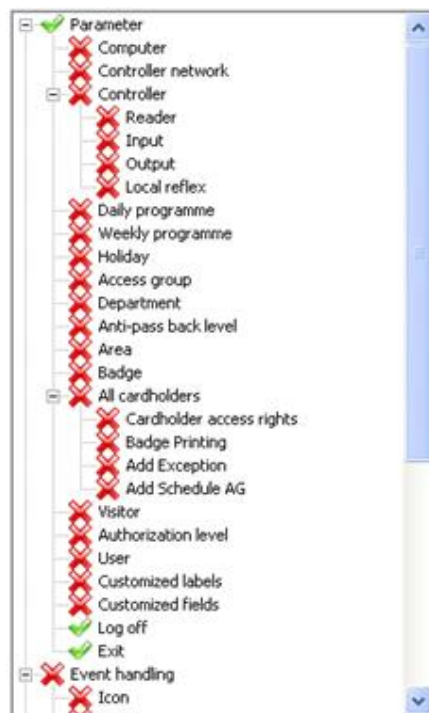 Parameter
Computer
Controller network
Controller
Reader
Input
Output
Local reflex
Daily programme
Weekly programme
Holiday
Access group
Department
Anti-pass back level
Area
Badge
All cardholders
Cardholder access rights
Badge Printing
Add Exception
Add Schedule AG
Visitor
Authorization level
User
Customized labels
Customized fields
Log off
Exit
Event handling
Icon